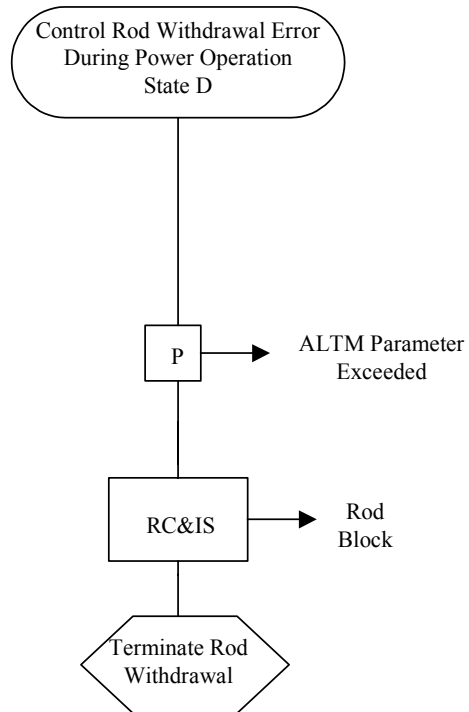 Control Rod Withdrawal Error
During Power Operation
State D
P
ALTM Parameter
Exceeded
RC&IS
Rod
Block
Terminate Rod
Withdrawal